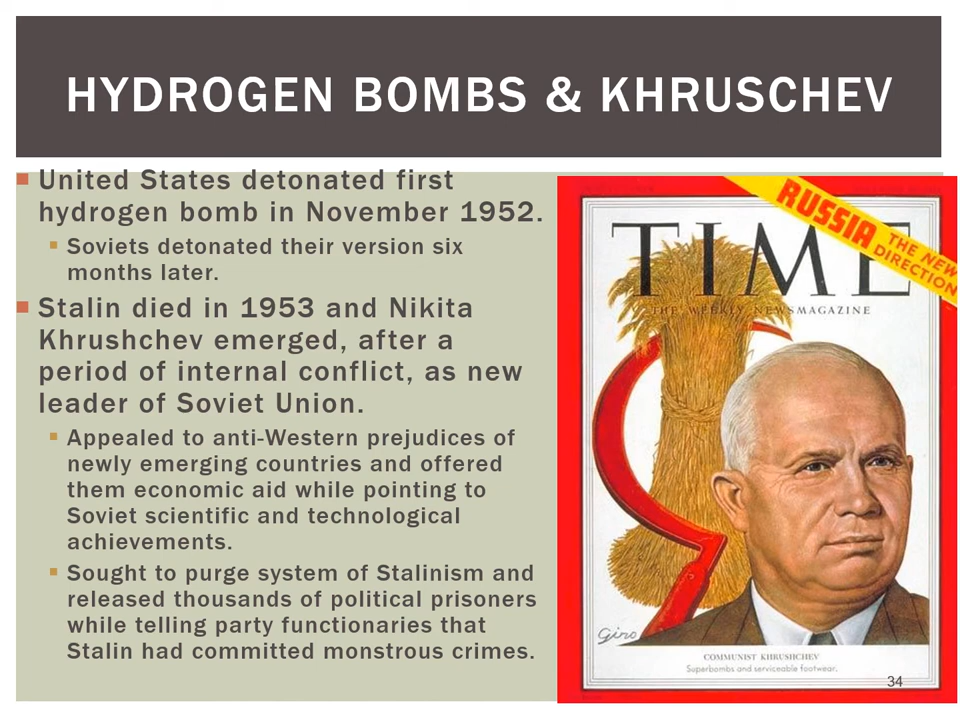 HYDROGEN BOMBS & KHRUSCHEV
United States detonated first
hydrogen bomb in November 1952.
Soviets detonated their version six
months later.
Stalin died in 1953 and Nikita
Khrushchev emerged, after a
period of internal conflict, as new
leader of Soviet Union.
Appealed to anti-Western prejudices of
newly emerging countries and offered
them economic aid while pointing to
Soviet scientific and technological
achievements.
Sought to purge system of Stalinism and
released thousands of political prisoners
while telling party functionaries that
Stalin had committed monstrous crimes.
RUSSIA
THE NEW
DIRECTION
TIME
THE WEEKLY NEWSMAGAZINE
Giro
COMMUNIST KHRUSHCHEV
Superbombs and serviceable footwear.
34